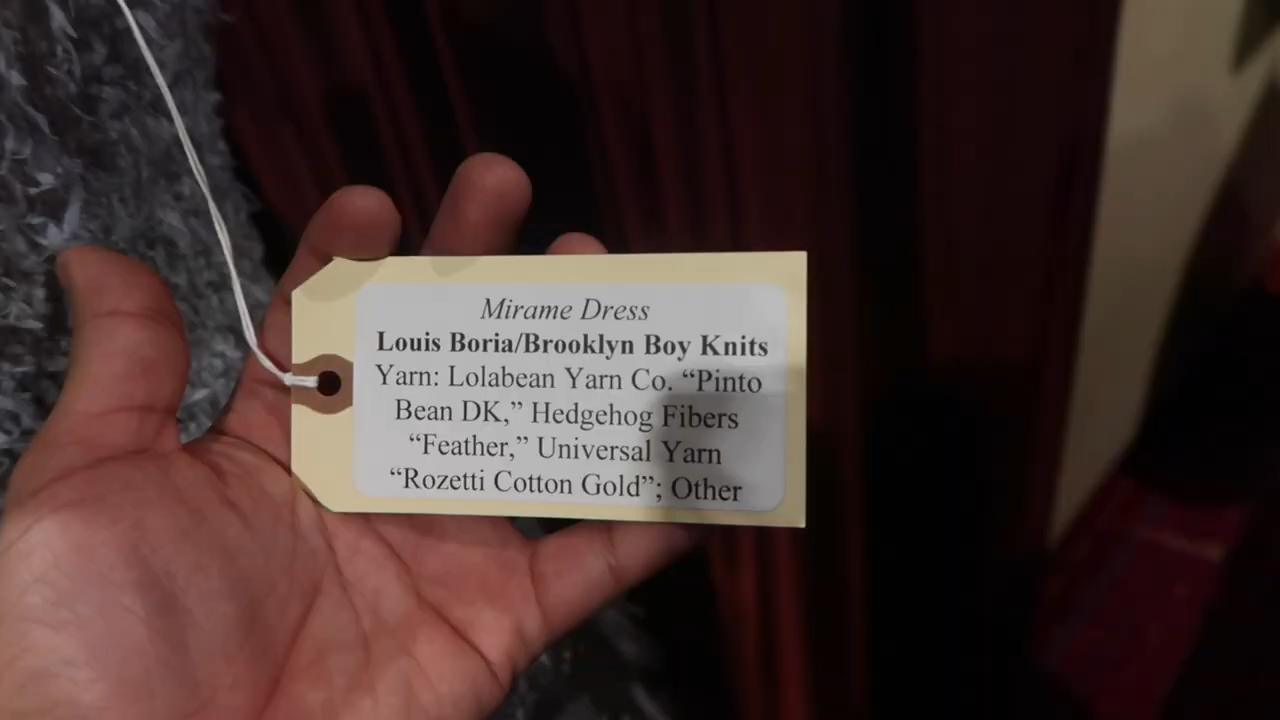 Mirame Dress
Louis Boria/Brooklyn Boy Knits
Yarn: Lolabean Yarn Co. “Pinto
Bean DK,” Hedgehog Fibers
“Feather,” Universal Yarn
“Rozetti Cotton Gold”; Other